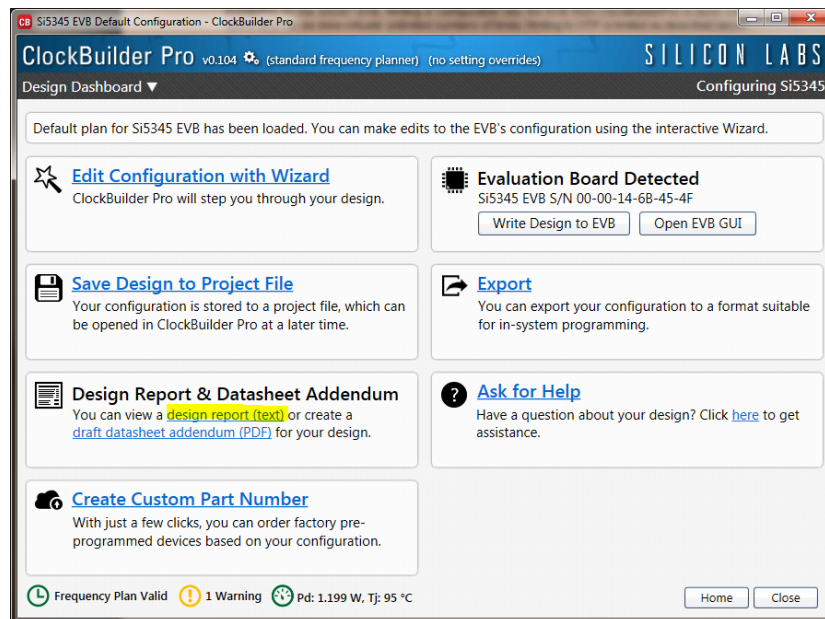 CB Si5345 EVB Default Configuration - ClockBuilder Pro
ClockBuilder Pro v0.104 (standard frequency planner) (no setting overrides) SILICON LABS
Design Dashboard ▼ Configuring Si5345
Default plan for Si5345 EVB has been loaded. You can make edits to the EVB's configuration using the interactive Wizard.
Edit Configuration with Wizard
ClockBuilder Pro will step you through your design.
Evaluation Board Detected
Si5345 EVB S/N 00-00-14-6B-45-4F
Write Design to EVB Open EVB GUI
Save Design to Project File
Your configuration is stored to a project file, which can
be opened in ClockBuilder Pro at a later time.
Export
You can export your configuration to a format suitable
for in-system programming.
Design Report & Datasheet Addendum
You can view a design report (text) or create a
draft datasheet addendum (PDF) for your design.
Ask for Help
Have a question about your design? Click here to get
assistance.
Create Custom Part Number
With just a few clicks, you can order factory pre-
programmed devices based on your configuration.
Frequency Plan Valid 1 Warning Pd: 1.199 W, Tj: 95 °C
Home Close